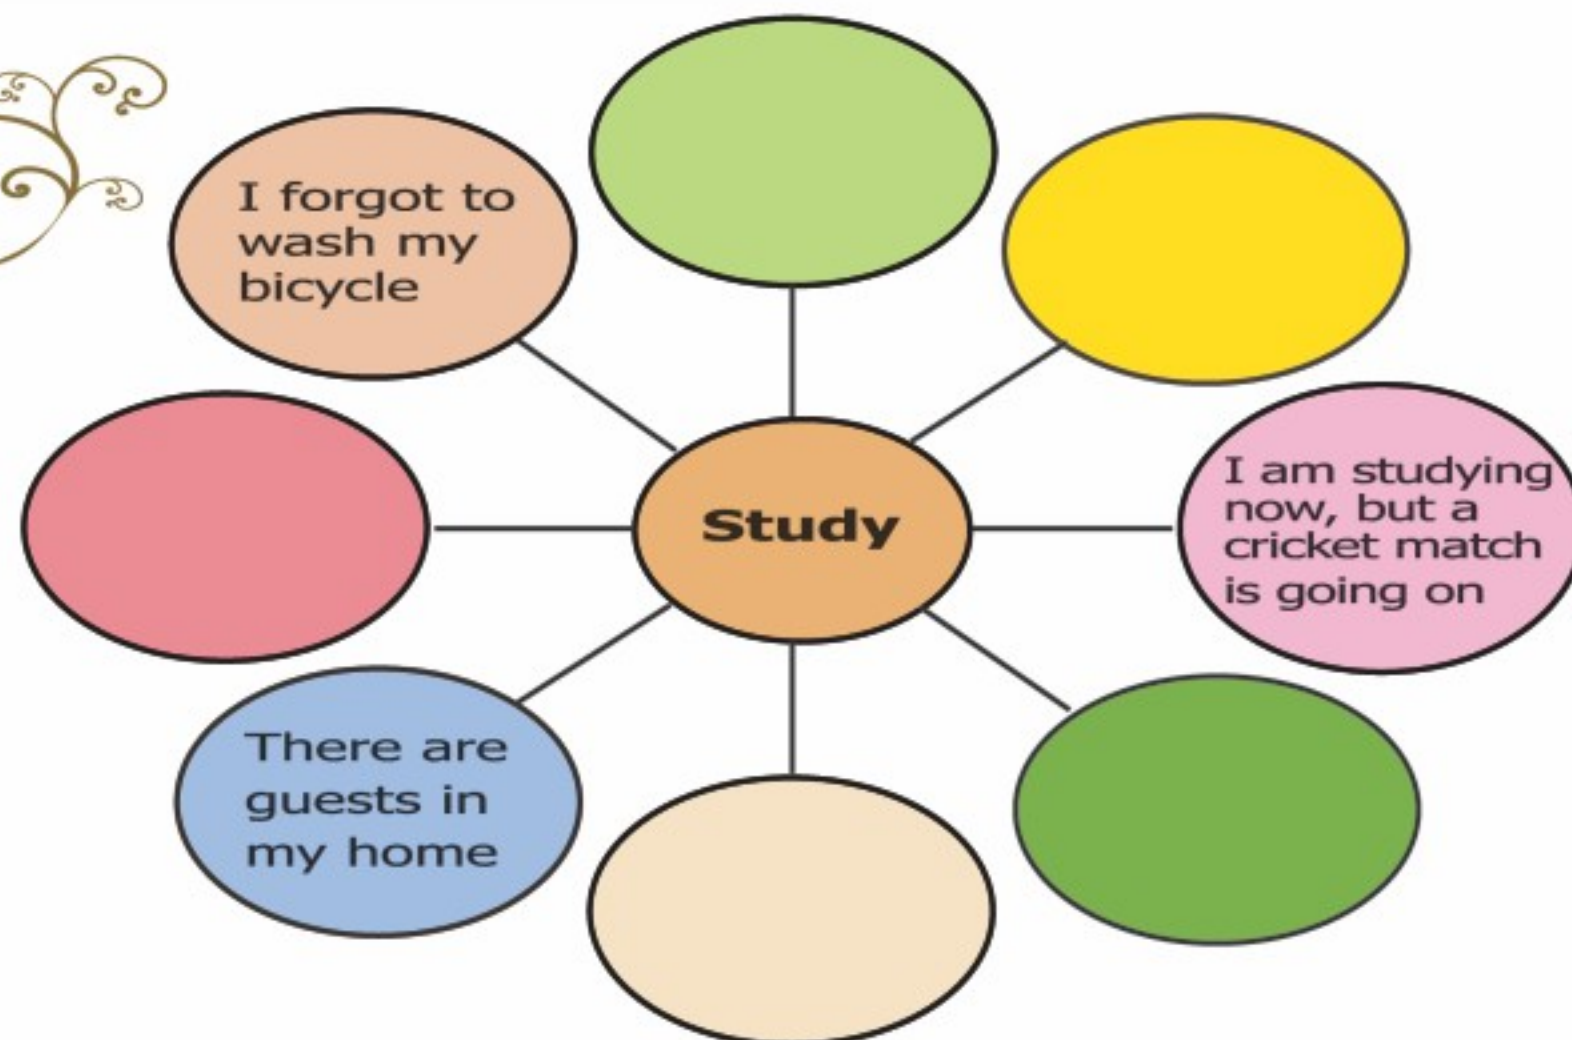 I forgot to
wash my
bicycle
Study
I am studying
now, but a
cricket match
is going on
There are
guests in
my home